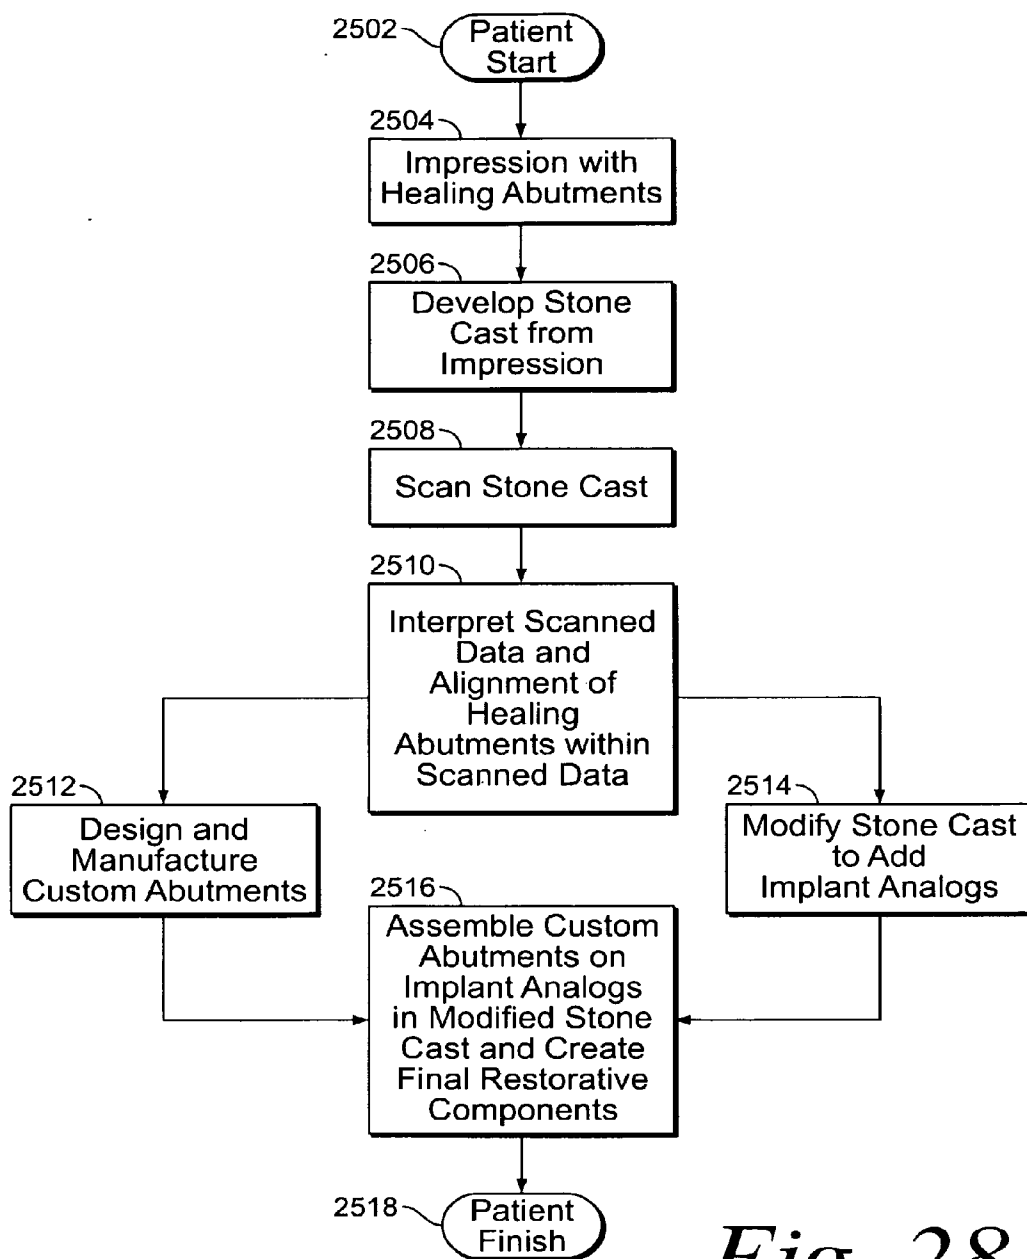 2502
Patient
Start
2504
Impression with
Healing Abutments
2506
Develop Stone
Cast from
Impression
2508
Scan Stone Cast
2510
Interpret Scanned
Data and
Alignment of
Healing
Abutments within
Scanned Data
2512
Design and
Manufacture
Custom Abutments
2514
Modify Stone Cast
to Add
Implant Analogs
2516
Assemble Custom
Abutments on
Implant Analogs
in Modified Stone
Cast and Create
Final Restorative
Components
2518
Patient
Finish
Fig. 28